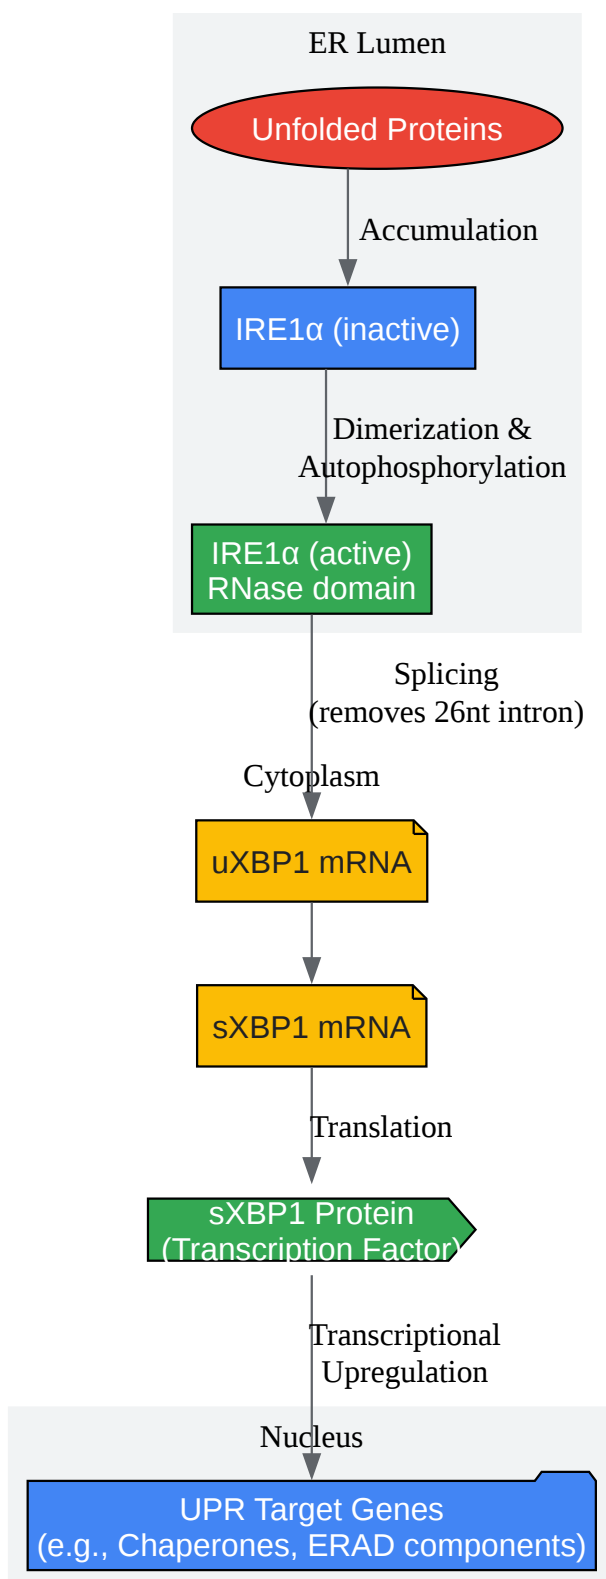 ER Lumen
Unfolded Proteins
Accumulation
IRE1α (inactive)
Dimerization &
Autophosphorylation
IRE1α (active)
RNase domain
Splicing
(removes 26nt intron)
Cytoplasm
uXBP1 mRNA
sXBP1 mRNA
Translation
sXBP1 Protein
(Transcription Factor)
Transcriptional
Upregulation
Nucleus
UPR Target Genes
(e.g., Chaperones, ERAD components)